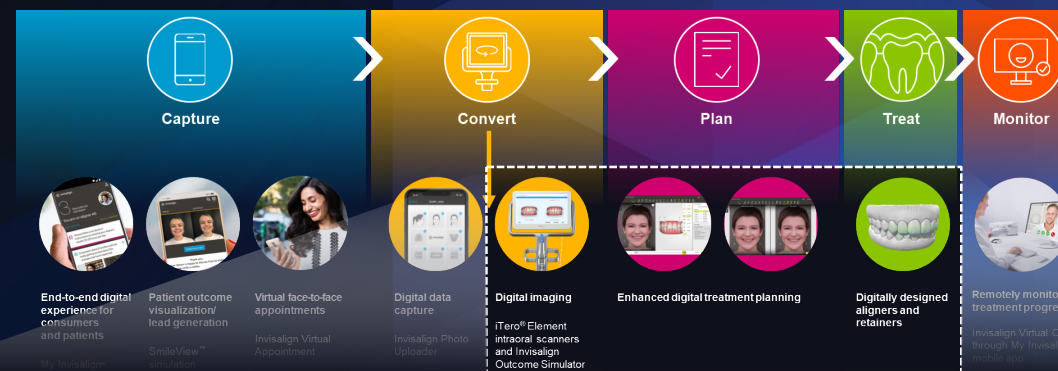 Capture
Convert
Plan
Treat
Monitor
End-to-end digital
experience for
consumers
and patients
My Invisalign
Patient outcome
visualization/
lead generation
SmileView™
simulation
Virtual face-to-face
appointments
Invisalign Virtual
Appointment
Digital data
capture
Invisalign Photo
Uploader
Digital imaging
iTero® Element
intraoral scanners
and Invisalign
Outcome Simulator
Enhanced digital treatment planning
Digitally designed
aligners and
retainers
Remotely
treatment
Invisalign Virtual
through My
mobile app